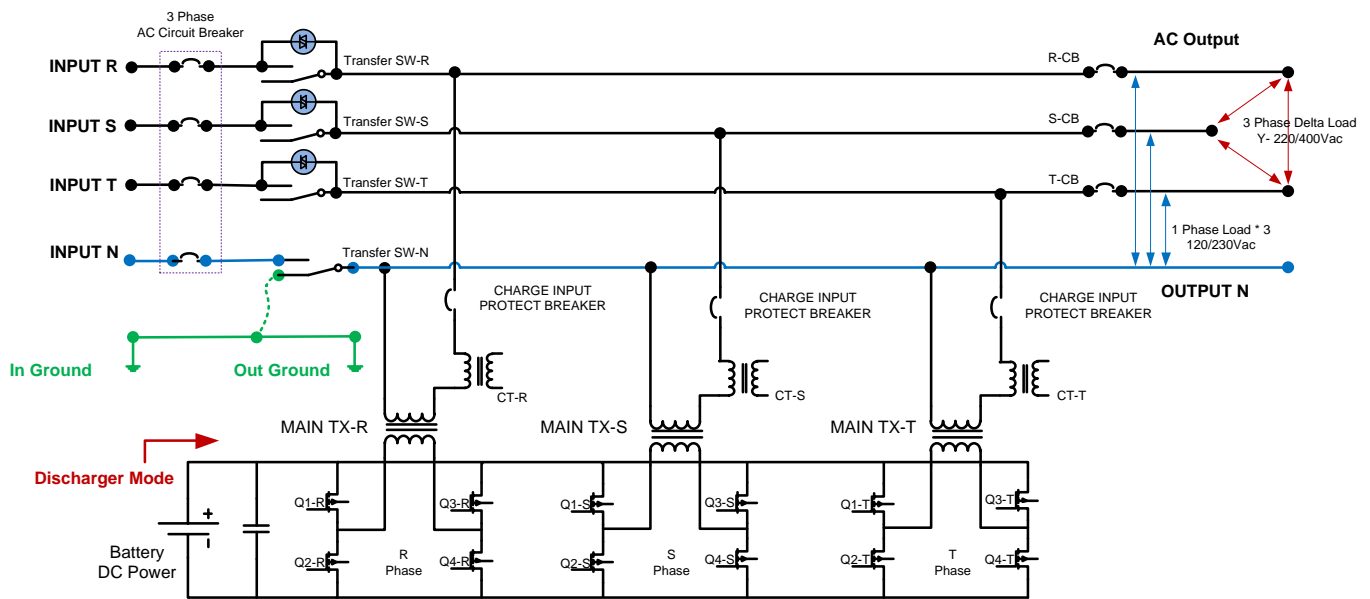 3 Phase
AC Circuit Breaker
INPUT R
Transfer SW-R
R-CB
AC Output
INPUT S
Transfer SW-S
S-CB
3 Phase Delta Load
Y- 220/400Vac
INPUT T
Transfer SW-T
T-CB
1 Phase Load * 3
120/230Vac
INPUT N
Transfer SW-N
OUTPUT N
CHARGE INPUT
PROTECT BREAKER
CHARGE INPUT
PROTECT BREAKER
CHARGE INPUT
PROTECT BREAKER
In Ground
Out Ground
CT-R
CT-S
CT-T
MAIN TX-R
MAIN TX-S
MAIN TX-T
Discharger Mode
Q1-R
Q3-R
Q1-S
Q3-S
Q1-T
Q3-T
+
Battery
DC Power
Q2-R
R
Phase
Q4-R
Q2-S
S
Phase
Q4-S
Q2-T
T
Phase
Q4-T